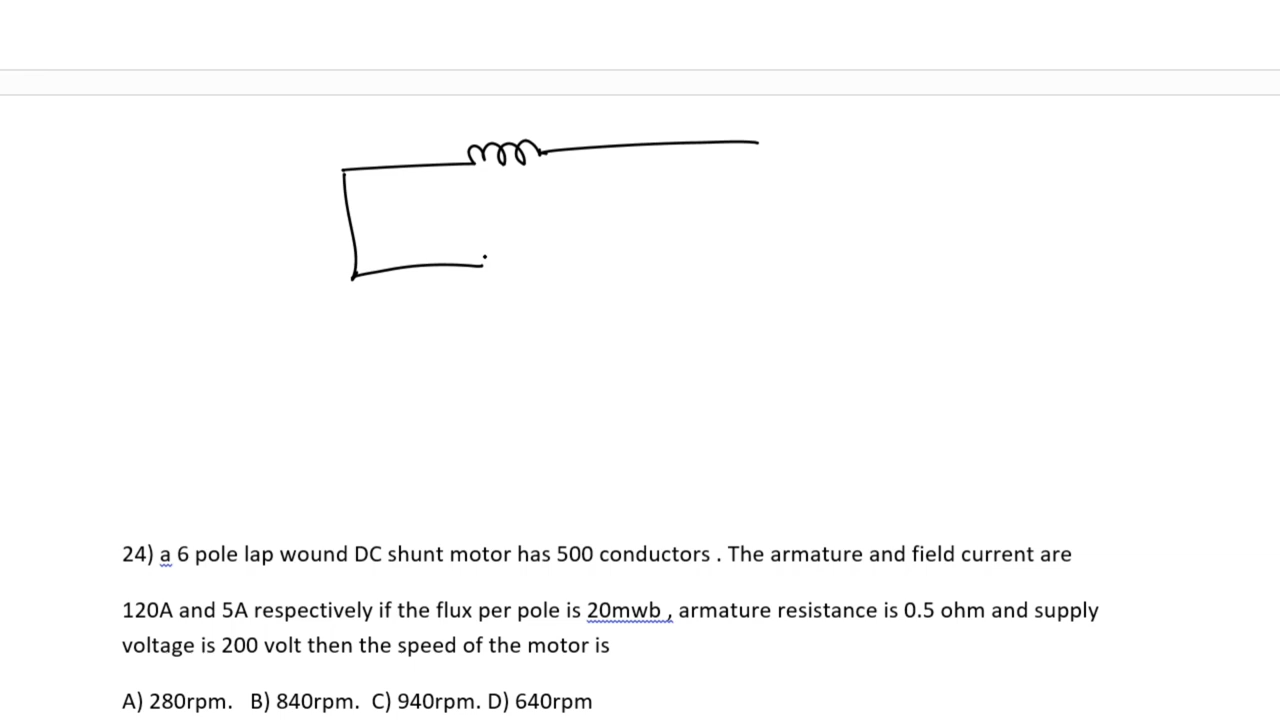 24) a 6 pole lap wound DC shunt motor has 500 conductors . The armature and field current are
120A and 5A respectively if the flux per pole is 20mwb , armature resistance is 0.5 ohm and supply
voltage is 200 volt then the speed of the motor is
A) 280rpm. B) 840rpm. C) 940rpm. D) 640rpm